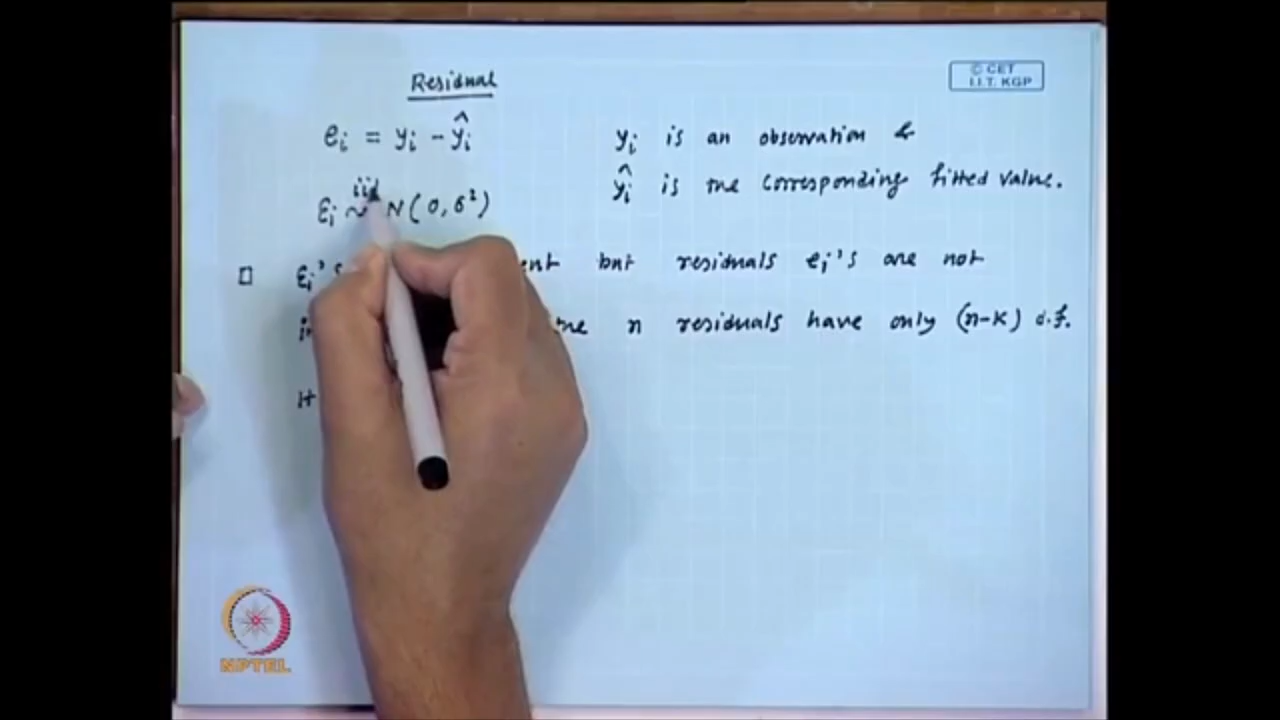 Residual
© CET
I.I.T. KGP
eᵢ = yᵢ - ŷᵢ
yᵢ is an observation &
ŷᵢ is the corresponding fitted value.
εᵢ ~ iid N(0, σ²)
εᵢ's but residuals eᵢ's are not
n residuals have only (n-k) d.f.
NPTEL